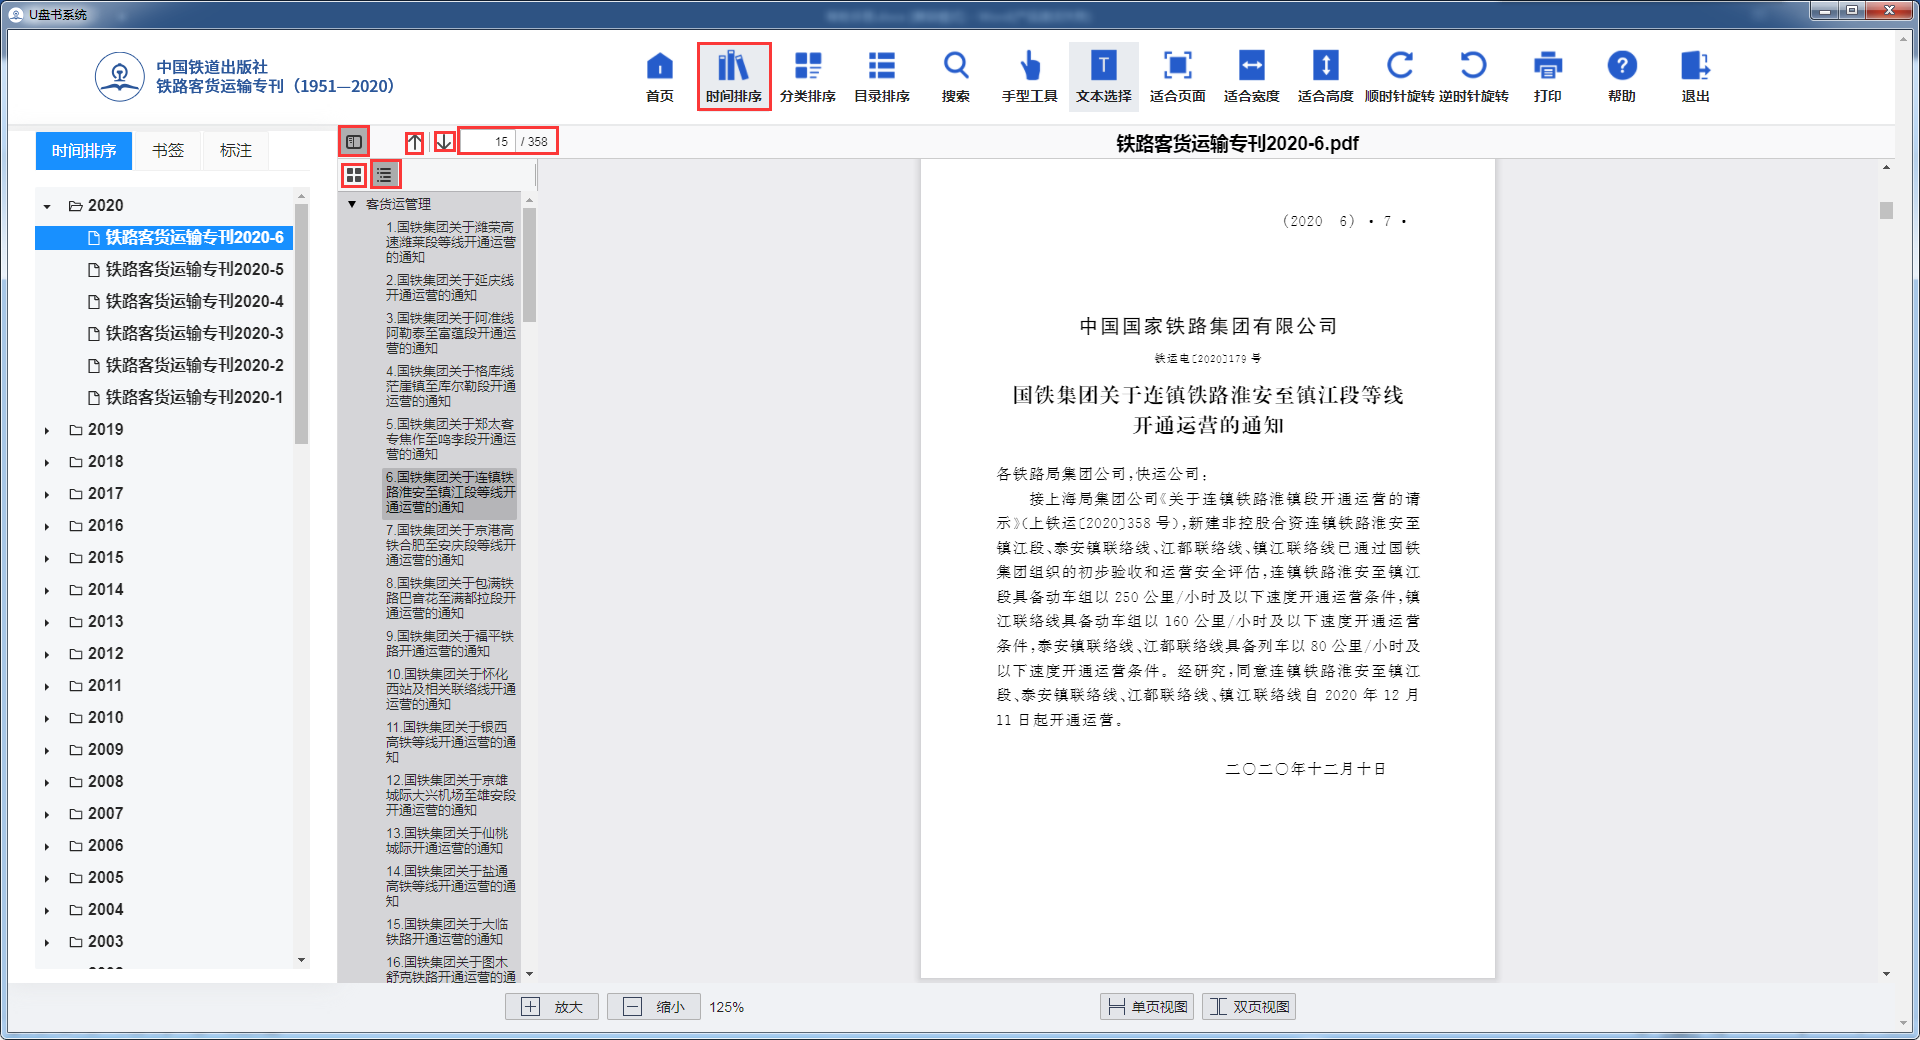 U盘书系统
中国铁道出版社
铁路客货运输专刊（1951—2020）
首页 时间排序 分类排序 目录排序 搜索 手型工具 文本选择 适合页面 适合宽度 适合高度 顺时针旋转 逆时针旋转 打印 帮助 退出
时间排序 书签 标注
2020
铁路客货运输专刊2020-6
铁路客货运输专刊2020-5
铁路客货运输专刊2020-4
铁路客货运输专刊2020-3
铁路客货运输专刊2020-2
铁路客货运输专刊2020-1
2019
2018
2017
2016
2015
2014
2013
2012
2011
2010
2009
2008
2007
2006
2005
2004
2003
15 / 358
铁路客货运输专刊2020-6.pdf
客货运管理
1.国铁集团关于潍荣高
速潍莱段等线开通运营
的通知
2.国铁集团关于延庆线
开通运营的通知
3.国铁集团关于阿准线
阿勒泰至富蕴段开通运
营的通知
4.国铁集团关于格库线
茫崖镇至库尔勒段开通
运营的通知
5.国铁集团关于郑太客
专焦作至呜李段开通运
营的通知
6.国铁集团关于连镇铁
路淮安至镇江段等线开
通运营的通知
7.国铁集团关于京港高
铁合肥至安庆段等线开
通运营的通知
8.国铁集团关于包满铁
路巴音花至满都拉段开
通运营的通知
9.国铁集团关于福平铁
路开通运营的通知
10.国铁集团关于怀化
西站及相关联络线开通
运营的通知
11.国铁集团关于银西
高铁等线开通运营的通
知
12.国铁集团关于京雄
城际大兴机场至雄安段
开通运营的通知
13.国铁集团关于仙桃
城际开通运营的通知
14.国铁集团关于盐通
高铁等线开通运营的通
知
15.国铁集团关于大临
铁路开通运营的通知
16.国铁集团关于图木
舒克铁路开通运营的通
（2020 6）·7·
中国国家铁路集团有限公司
铁运电〔2020〕179 号
国铁集团关于连镇铁路淮安至镇江段等线
开通运营的通知
各铁路局集团公司，快运公司：
接上海局集团公司《关于连镇铁路淮镇段开通运营的请
示》（上铁运〔2020〕358 号），新建非控股合资连镇铁路淮安至
镇江段、泰安镇联络线、江都联络线、镇江联络线已通过国铁
集团组织的初步验收和运营安全评估，连镇铁路淮安至镇江
段具备动车组以 250 公里/小时及以下速度开通运营条件，镇
江联络线具备动车组以 160 公里/小时及以下速度开通运营
条件，泰安镇联络线、江都联络线具备列车以 80 公里/小时及
以下速度开通运营条件。经研究，同意连镇铁路淮安至镇江
段、泰安镇联络线、江都联络线、镇江联络线自 2020 年 12 月
11 日起开通运营。
二〇二〇年十二月十日
放大 缩小 125% 单页视图 双页视图